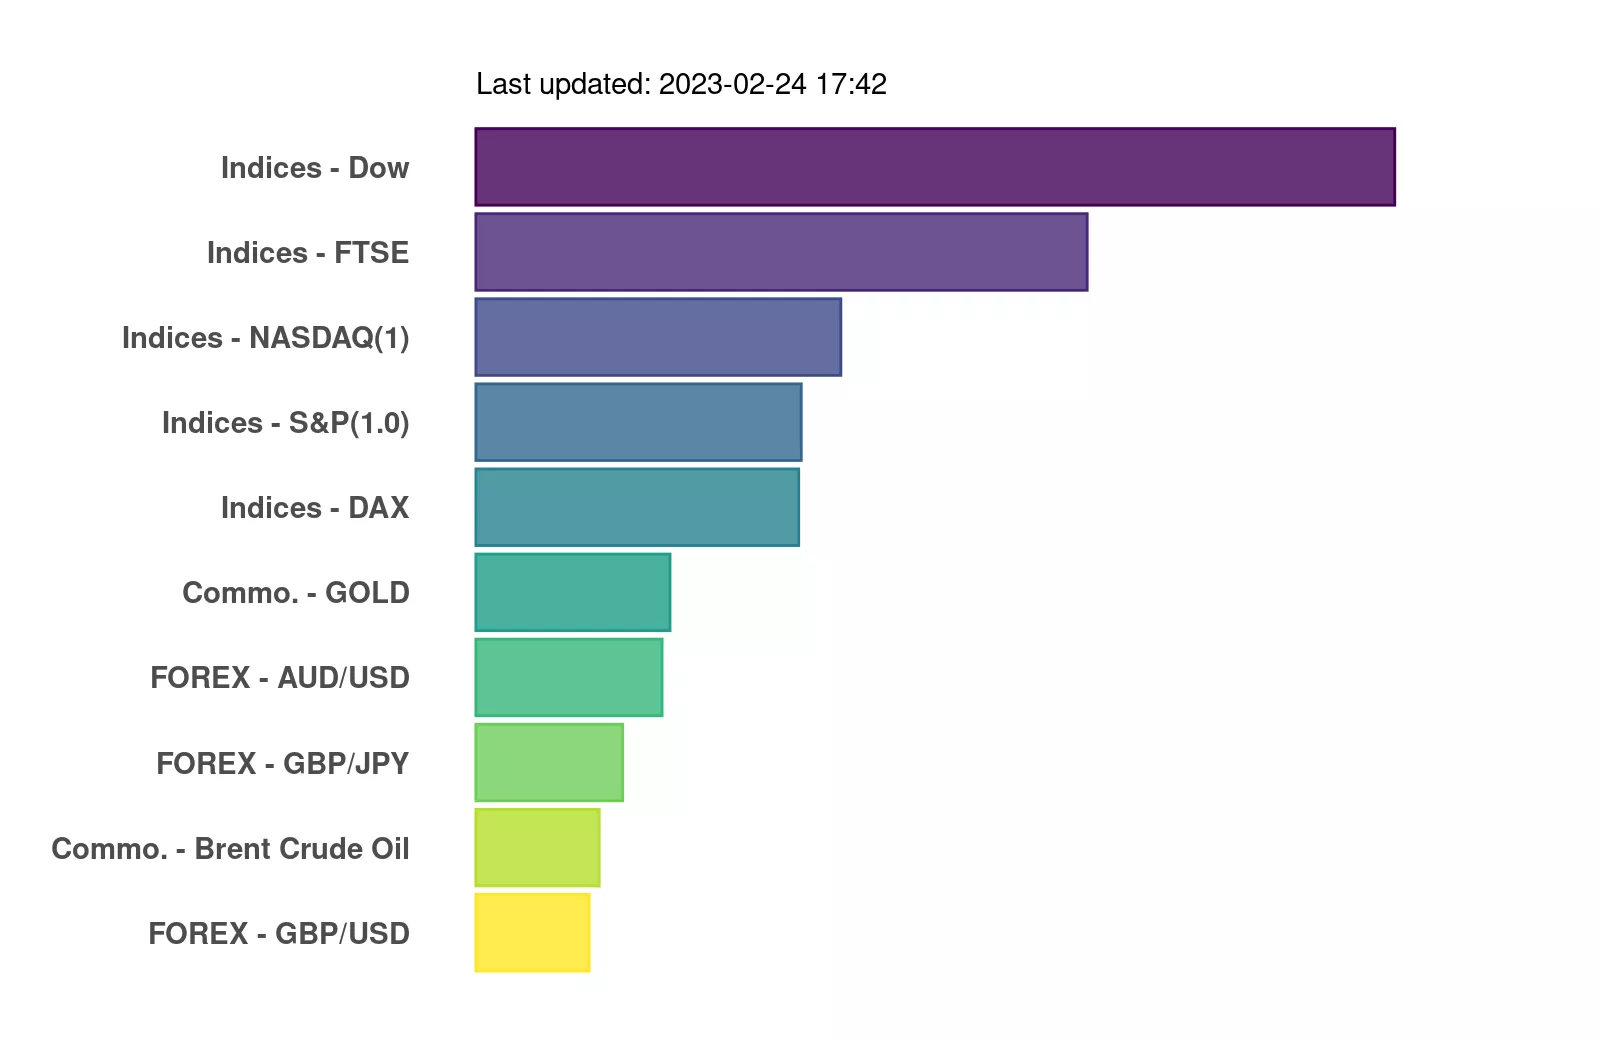 Last updated: 2023-02-24 17:42
Indices - Dow
Indices - FTSE
Indices - NASDAQ(1)
Indices - S&P(1.0)
Indices - DAX
Commo. - GOLD
FOREX - AUD/USD
FOREX - GBP/JPY
Commo. - Brent Crude Oil
FOREX - GBP/USD